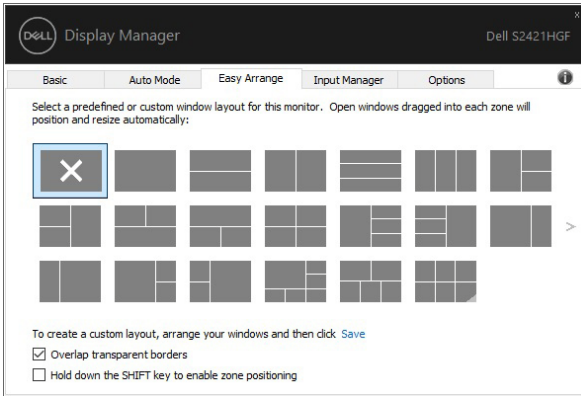 DELL Display Manager
Dell S2421HGF
Basic
Auto Mode
Easy Arrange
Input Manager
Options
Select a predefined or custom window layout for this monitor. Open windows dragged into each zone will
position and resize automatically:
To create a custom layout, arrange your windows and then click Save
Overlap transparent borders
Hold down the SHIFT key to enable zone positioning